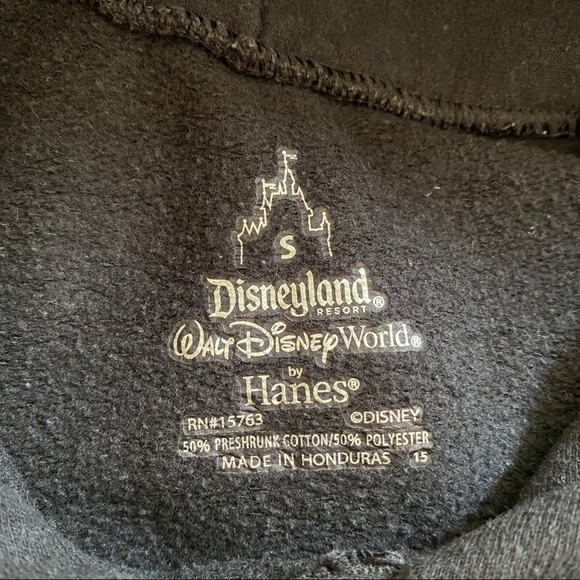 S
Disneyland®
RESORT
Walt Disney World®
by
Hanes®
RN#15763 ©DISNEY
50% PRESHRUNK COTTON/50% POLYESTER
MADE IN HONDURAS 15